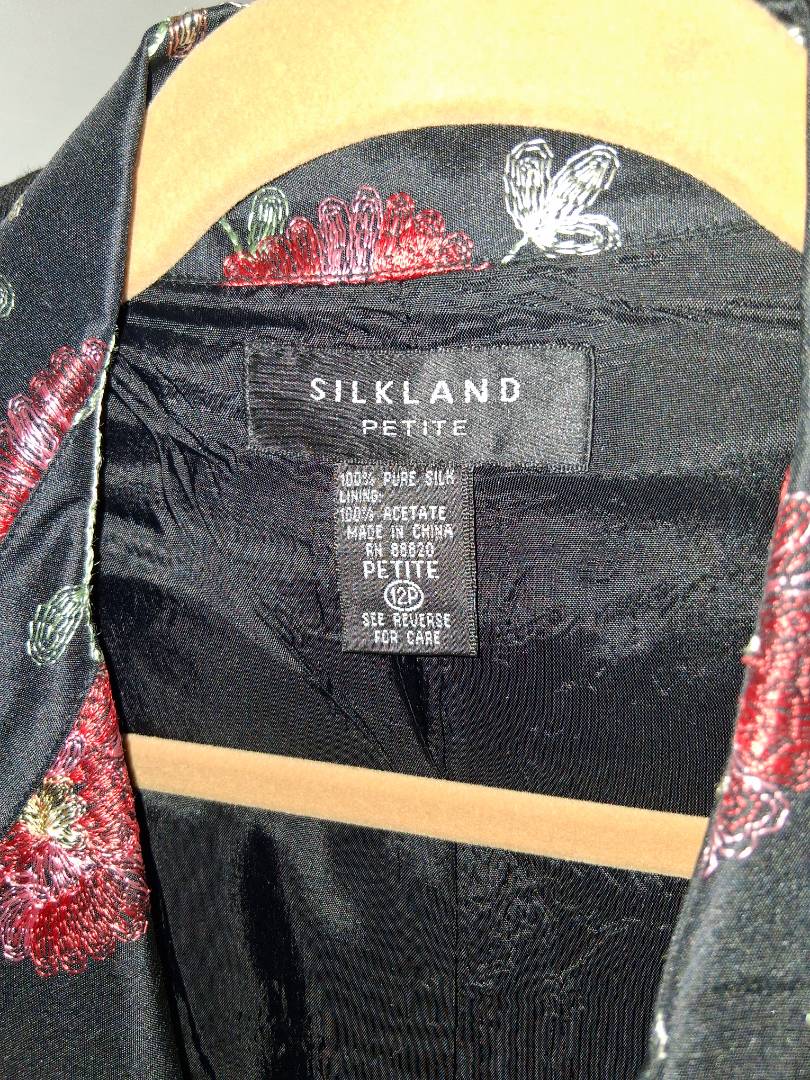 SILKLAND
PETITE
100% PURE SILK
LINING:
100% ACETATE
MADE IN CHINA
RN 88820
PETITE
12P
SEE REVERSE
FOR CARE